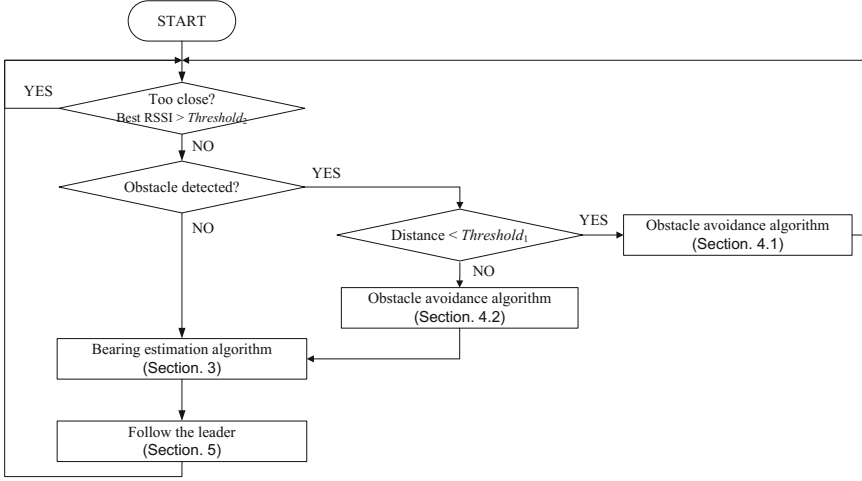 START
YES
Too close?
Best RSSI > Threshold2
NO
YES
Obstacle detected?
NO
YES
Distance < Threshold1
Obstacle avoidance algorithm
(Section. 4.1)
NO
Obstacle avoidance algorithm
(Section. 4.2)
Bearing estimation algorithm
(Section. 3)
Follow the leader
(Section. 5)